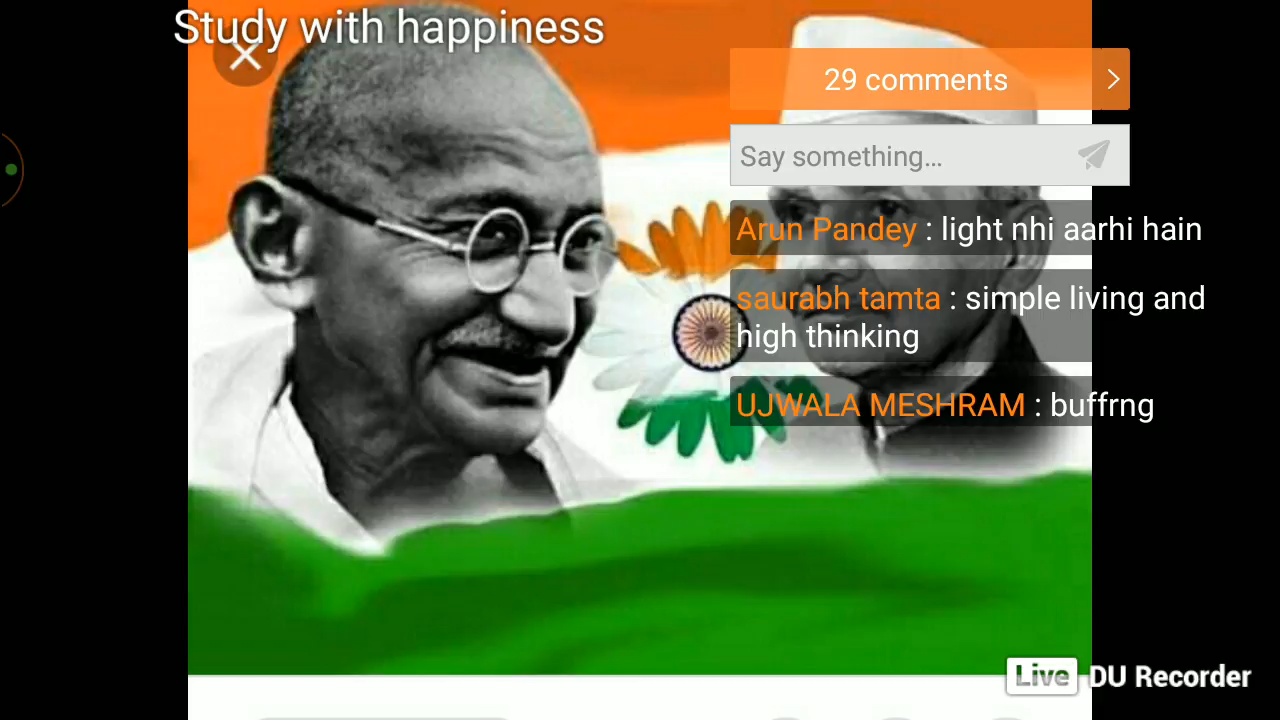 Study with happiness
29 comments
Say something...
Arun Pandey : light nhi aarhi hain
saurabh tamta : simple living and
high thinking
UJWALA MESHRAM : buffrng
Live DU Recorder